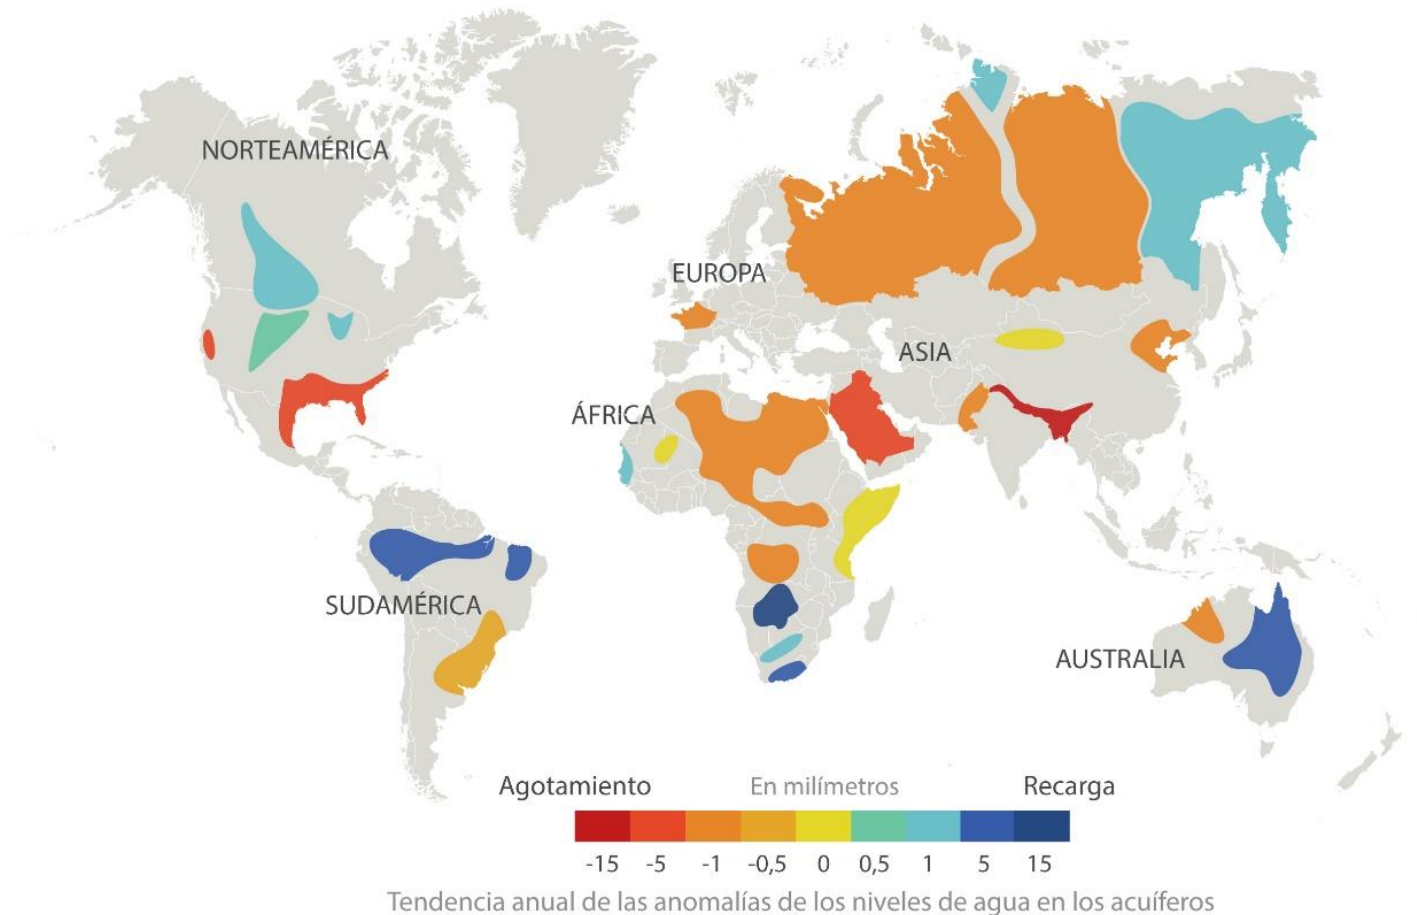 NORTEAMÉRICA
EUROPA
ASIA
ÁFRICA
SUDAMÉRICA
AUSTRALIA
Agotamiento En milímetros Recarga
-15 -5 -1 -0,5 0 0,5 1 5 15
Tendencia anual de las anomalías de los niveles de agua en los acuíferos